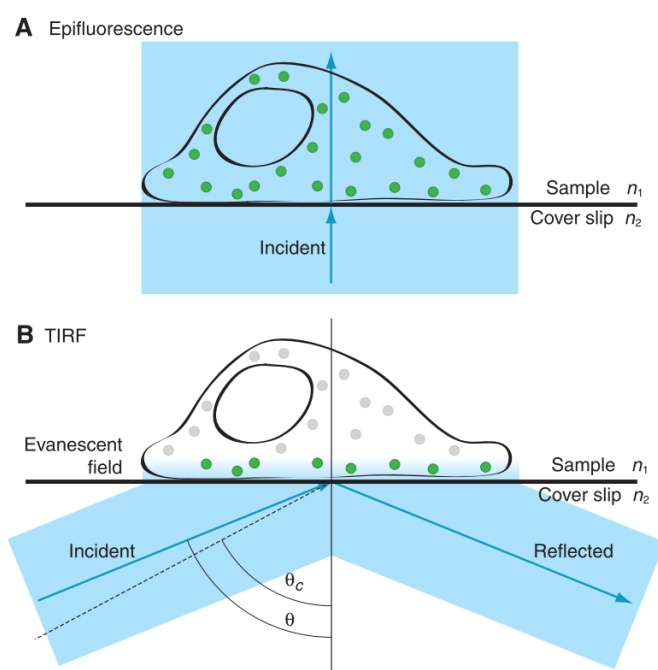 A Epifluorescence
Sample n₁
Cover slip n₂
Incident
B TIRF
Evanescent
field
Sample n₁
Cover slip n₂
Incident
Reflected
θc
θ